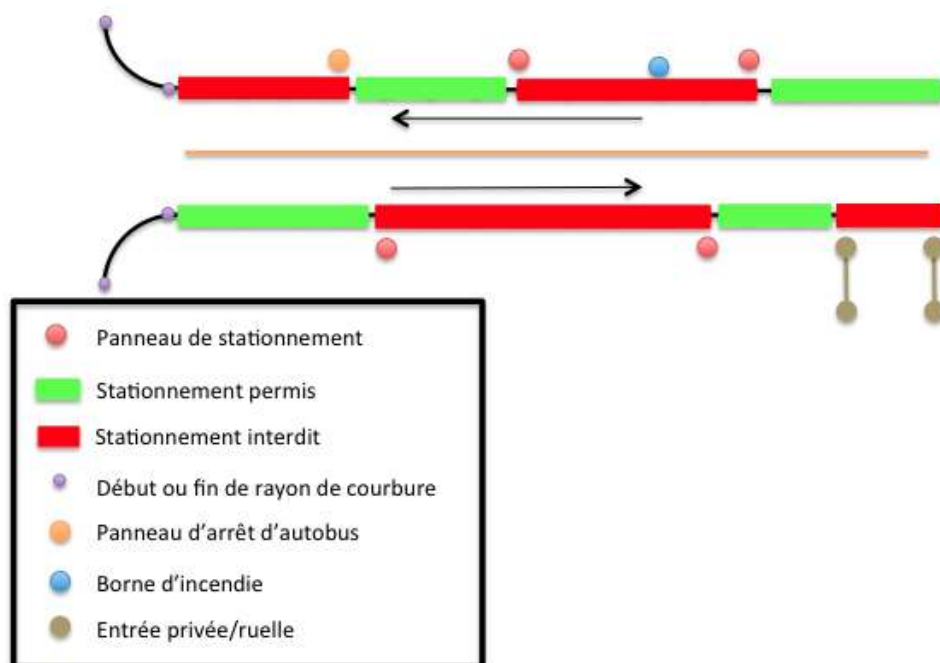 Panneau de stationnement
Stationnement permis
Stationnement interdit
Début ou fin de rayon de courbure
Panneau d'arrêt d'autobus
Borne d'incendie
Entrée privée/ruelle